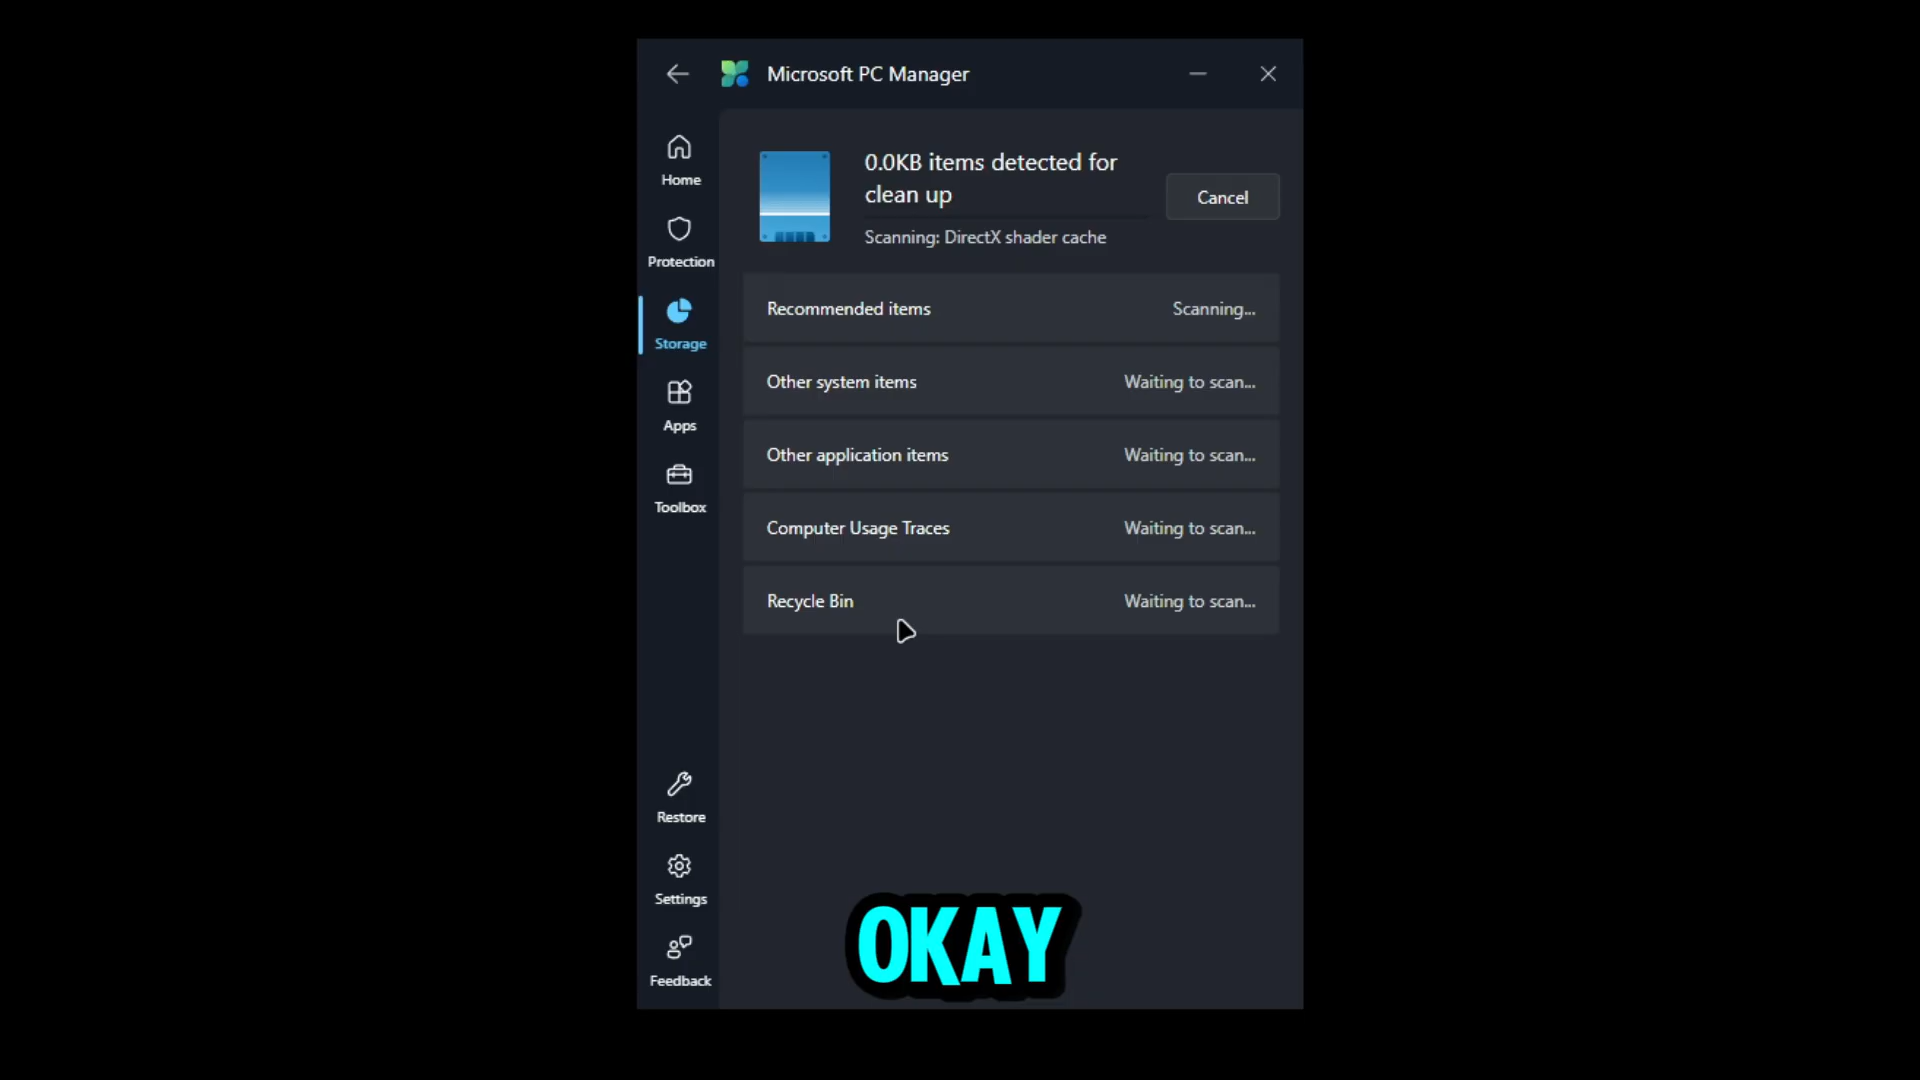 Microsoft PC Manager
Home
Protection
Storage
Apps
Toolbox
Restore
Settings
Feedback
0.0KB items detected for
clean up
Cancel
Scanning: DirectX shader cache
Recommended items Scanning...
Other system items Waiting to scan...
Other application items Waiting to scan...
Computer Usage Traces Waiting to scan...
Recycle Bin Waiting to scan...
OKAY